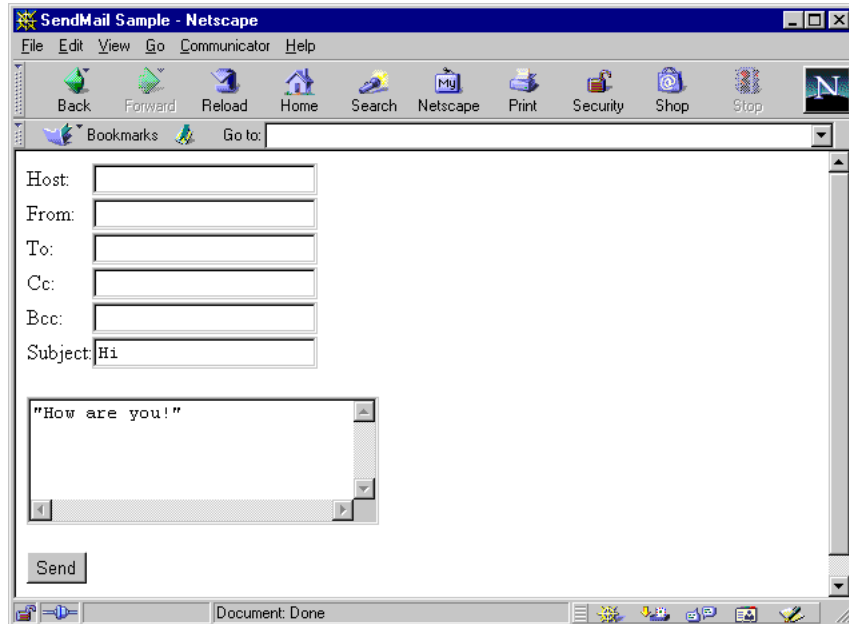 SendMail Sample - Netscape
File Edit View Go Communicator Help
My N
Back Forward Reload Home Search Netscape Print Security Shop Stop
Bookmarks Go to:
Host:
From:
To:
Cc:
Bcc:
Subject: Hi
"How are you!"
Send
Document: Done